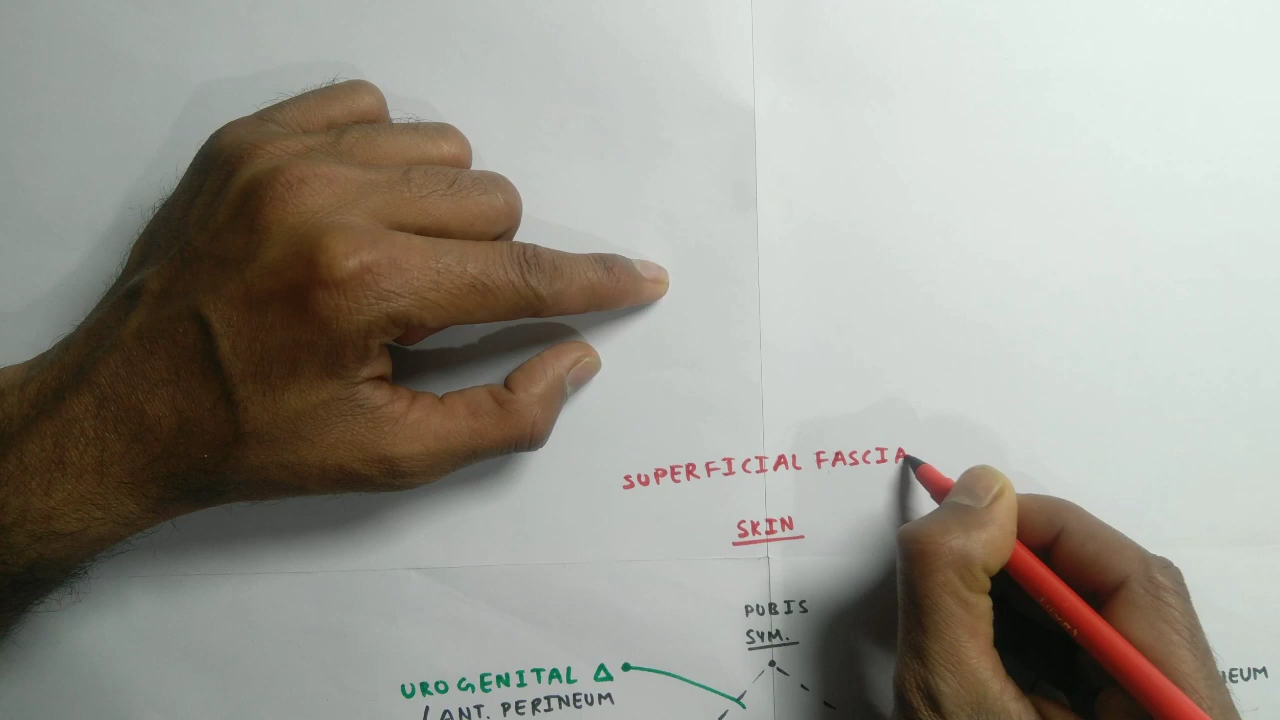 SUPERFICIAL FASCIA
SKIN
PUBIS
SYM.
UROGENITAL Δ
/ ANT. PERINEUM